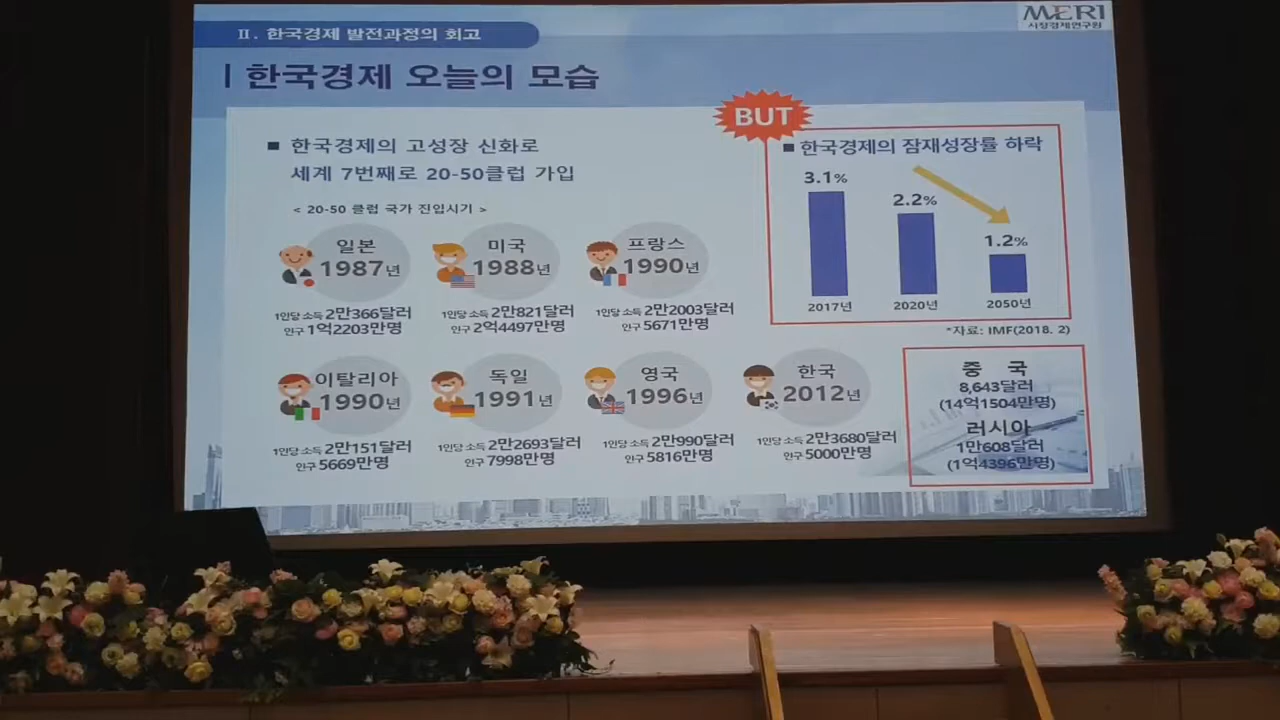 MERI
시장경제연구원
II. 한국경제 발전과정의 회고
한국경제 오늘의 모습
■ 한국경제의 고성장 신화로
세계 7번째로 20-50클럽 가입
< 20-50 클럽 국가 진입시기 >
일본
1987년
1인당 소득 2만366달러
인구 1억2203만명
미국
1988년
1인당 소득 2만821달러
인구 2억4497만명
프랑스
1990년
1인당 소득 2만2003달러
인구 5671만명
이탈리아
1990년
1인당 소득 2만151달러
인구 5669만명
독일
1991년
1인당 소득 2만2693달러
인구 7998만명
영국
1996년
1인당 소득 2만990달러
인구 5816만명
한국
2012년
1인당 소득 2만3680달러
인구 5000만명
BUT
■ 한국경제의 잠재성장률 하락
3.1%
2.2%
1.2%
2017년
2020년
2050년
*자료: IMF(2018. 2)
중 국
8,643달러
(14억1504만명)
러시아
1만608달러
(1억4396만명)